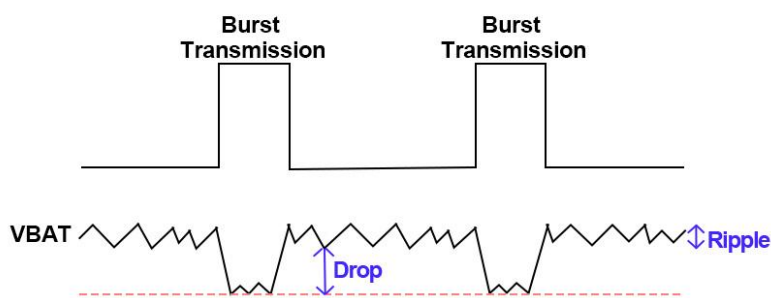 Burst
Transmission
Burst
Transmission
VBAT
Ripple
Drop